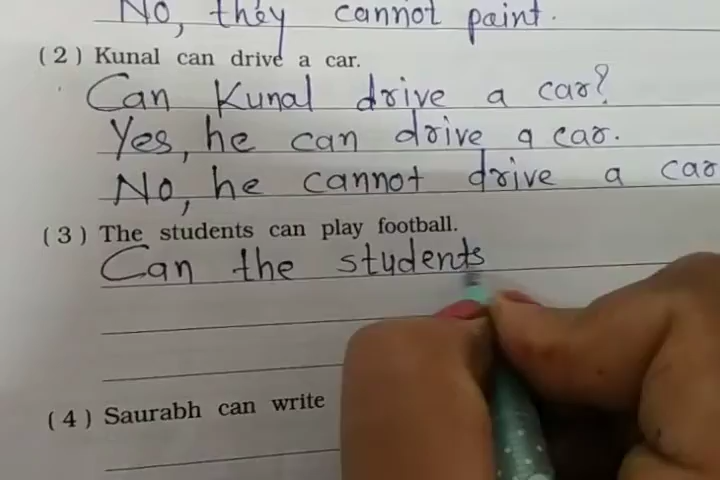 No, they cannot paint.
(2) Kunal can drive a car.
Can Kunal drive a car?
Yes, he can drive a car.
No, he cannot drive a car
(3) The students can play football.
Can the students
(4) Saurabh can write